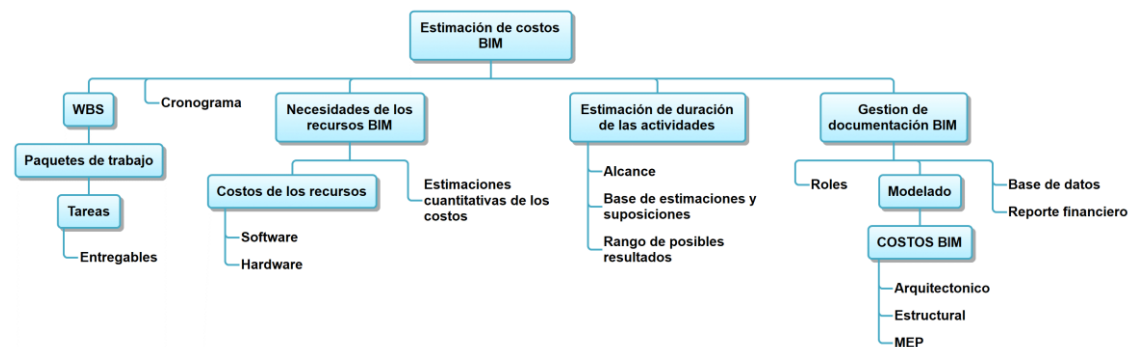 Estimación de costos
BIM
WBS
Cronograma
Necesidades de los
recursos BIM
Estimación de duración
de las actividades
Gestion de
documentación BIM
Paquetes de trabajo
Tareas
Entregables
Costos de los recursos
Software
Hardware
Estimaciones
cuantitativas de los
costos
Alcance
Base de estimaciones y
suposiciones
Rango de posibles
resultados
Roles
Modelado
COSTOS BIM
Arquitectonico
Estructural
MEP
Base de datos
Reporte financiero